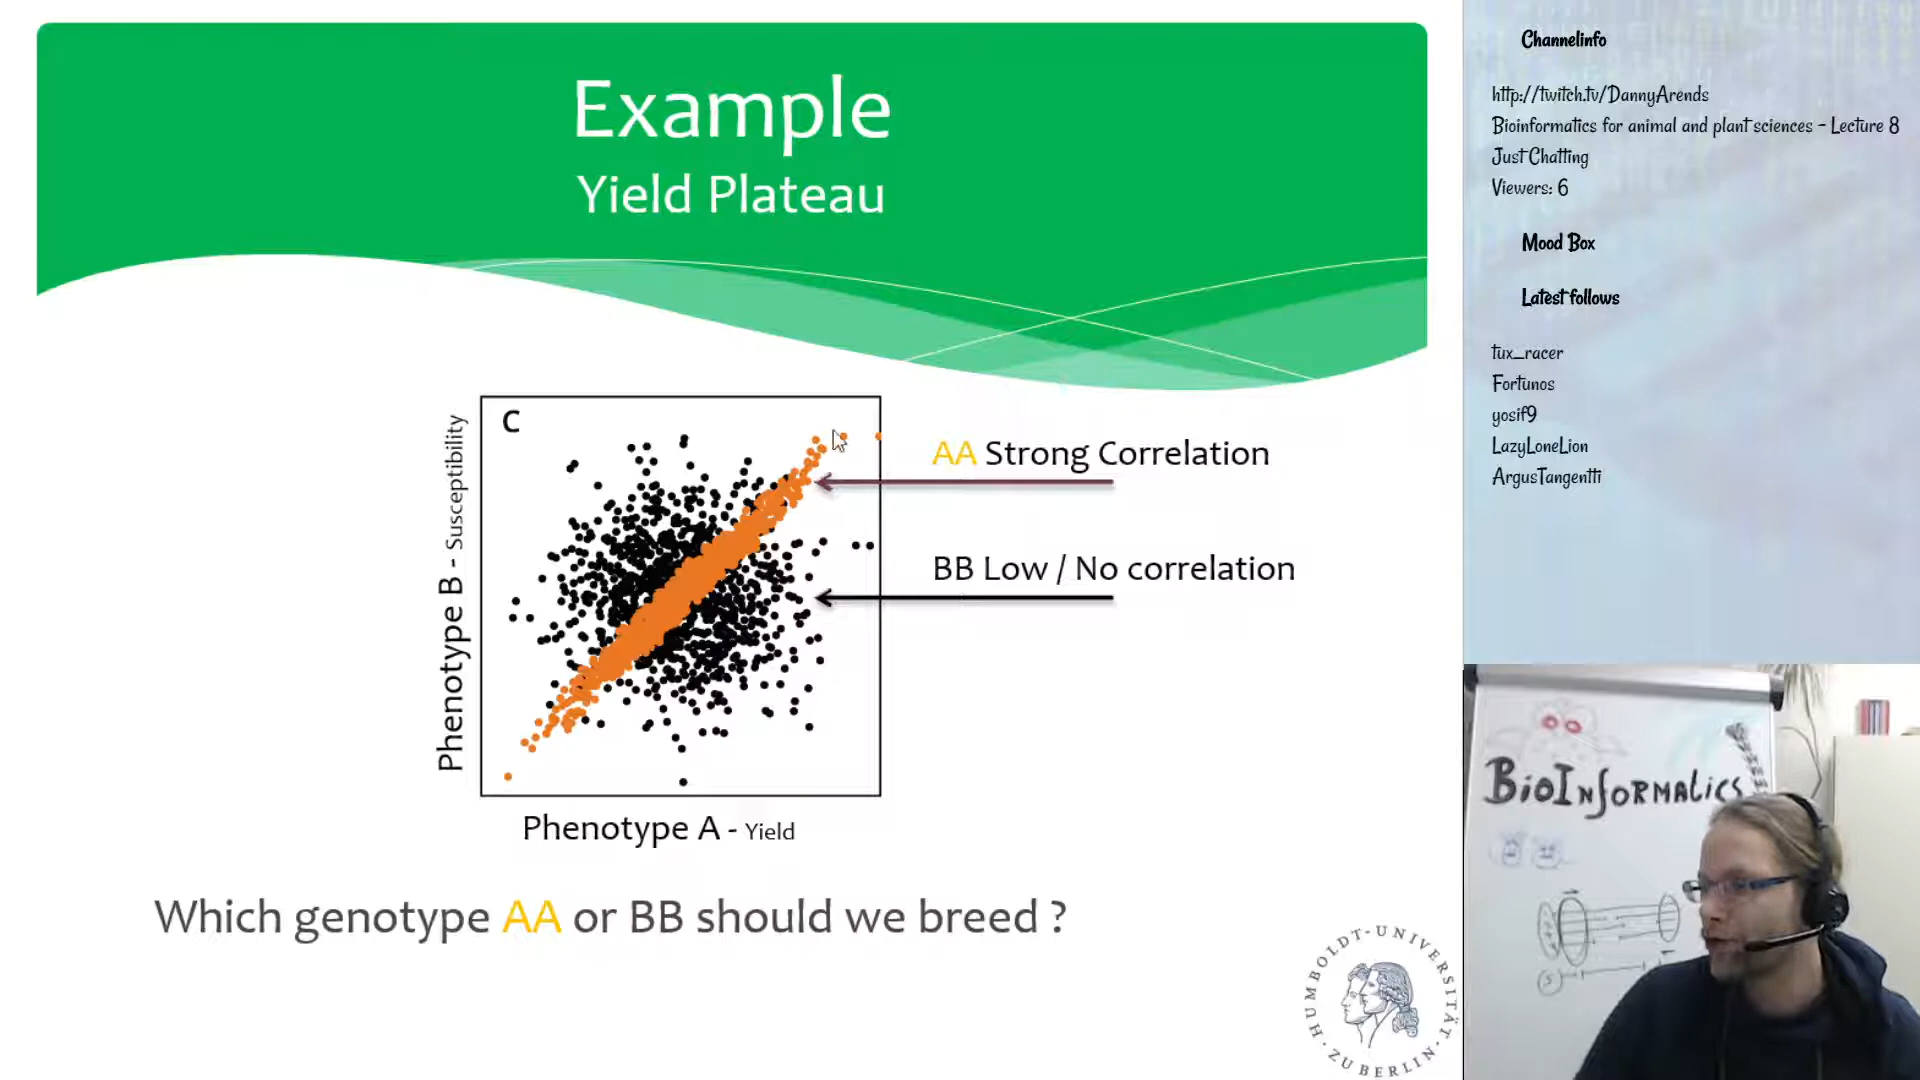 Example
Yield Plateau
C
Phenotype B - Susceptibility
Phenotype A - Yield
AA Strong Correlation
BB Low / No correlation
Which genotype AA or BB should we breed ?
HUMBOLDT-UNIVERSITÄT · ZU BERLIN ·
Channelinfo
http://twitch.tv/DannyArends
Bioinformatics for animal and plant sciences - Lecture 8
Just Chatting
Viewers: 6
Mood Box
Latest follows
tux_racer
Fortunos
yosif9
LazyLoneLion
ArgusTangentti
BioInformatics
S